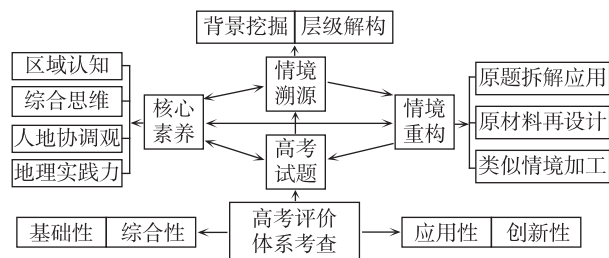 背景挖掘 层级解构
区域认知
综合思维
人地协调观
地理实践力
核心
素养
情境
溯源
高考
试题
情境
重构
原题拆解应用
原材料再设计
类似情境加工
基础性 综合性
高考评价
体系考查
应用性 创新性